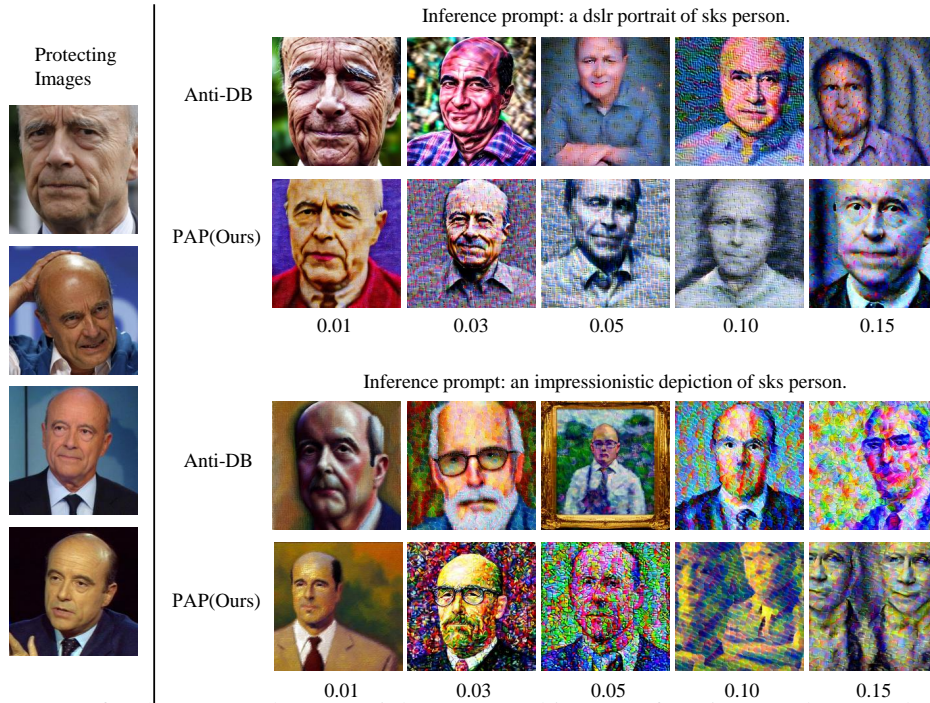 Protecting
Images
Inference prompt: a dslr portrait of sks person.
Anti-DB
PAP(Ours)
0.01 0.03 0.05 0.10 0.15
Inference prompt: an impressionistic depiction of sks person.
Anti-DB
PAP(Ours)
0.01 0.03 0.05 0.10 0.15